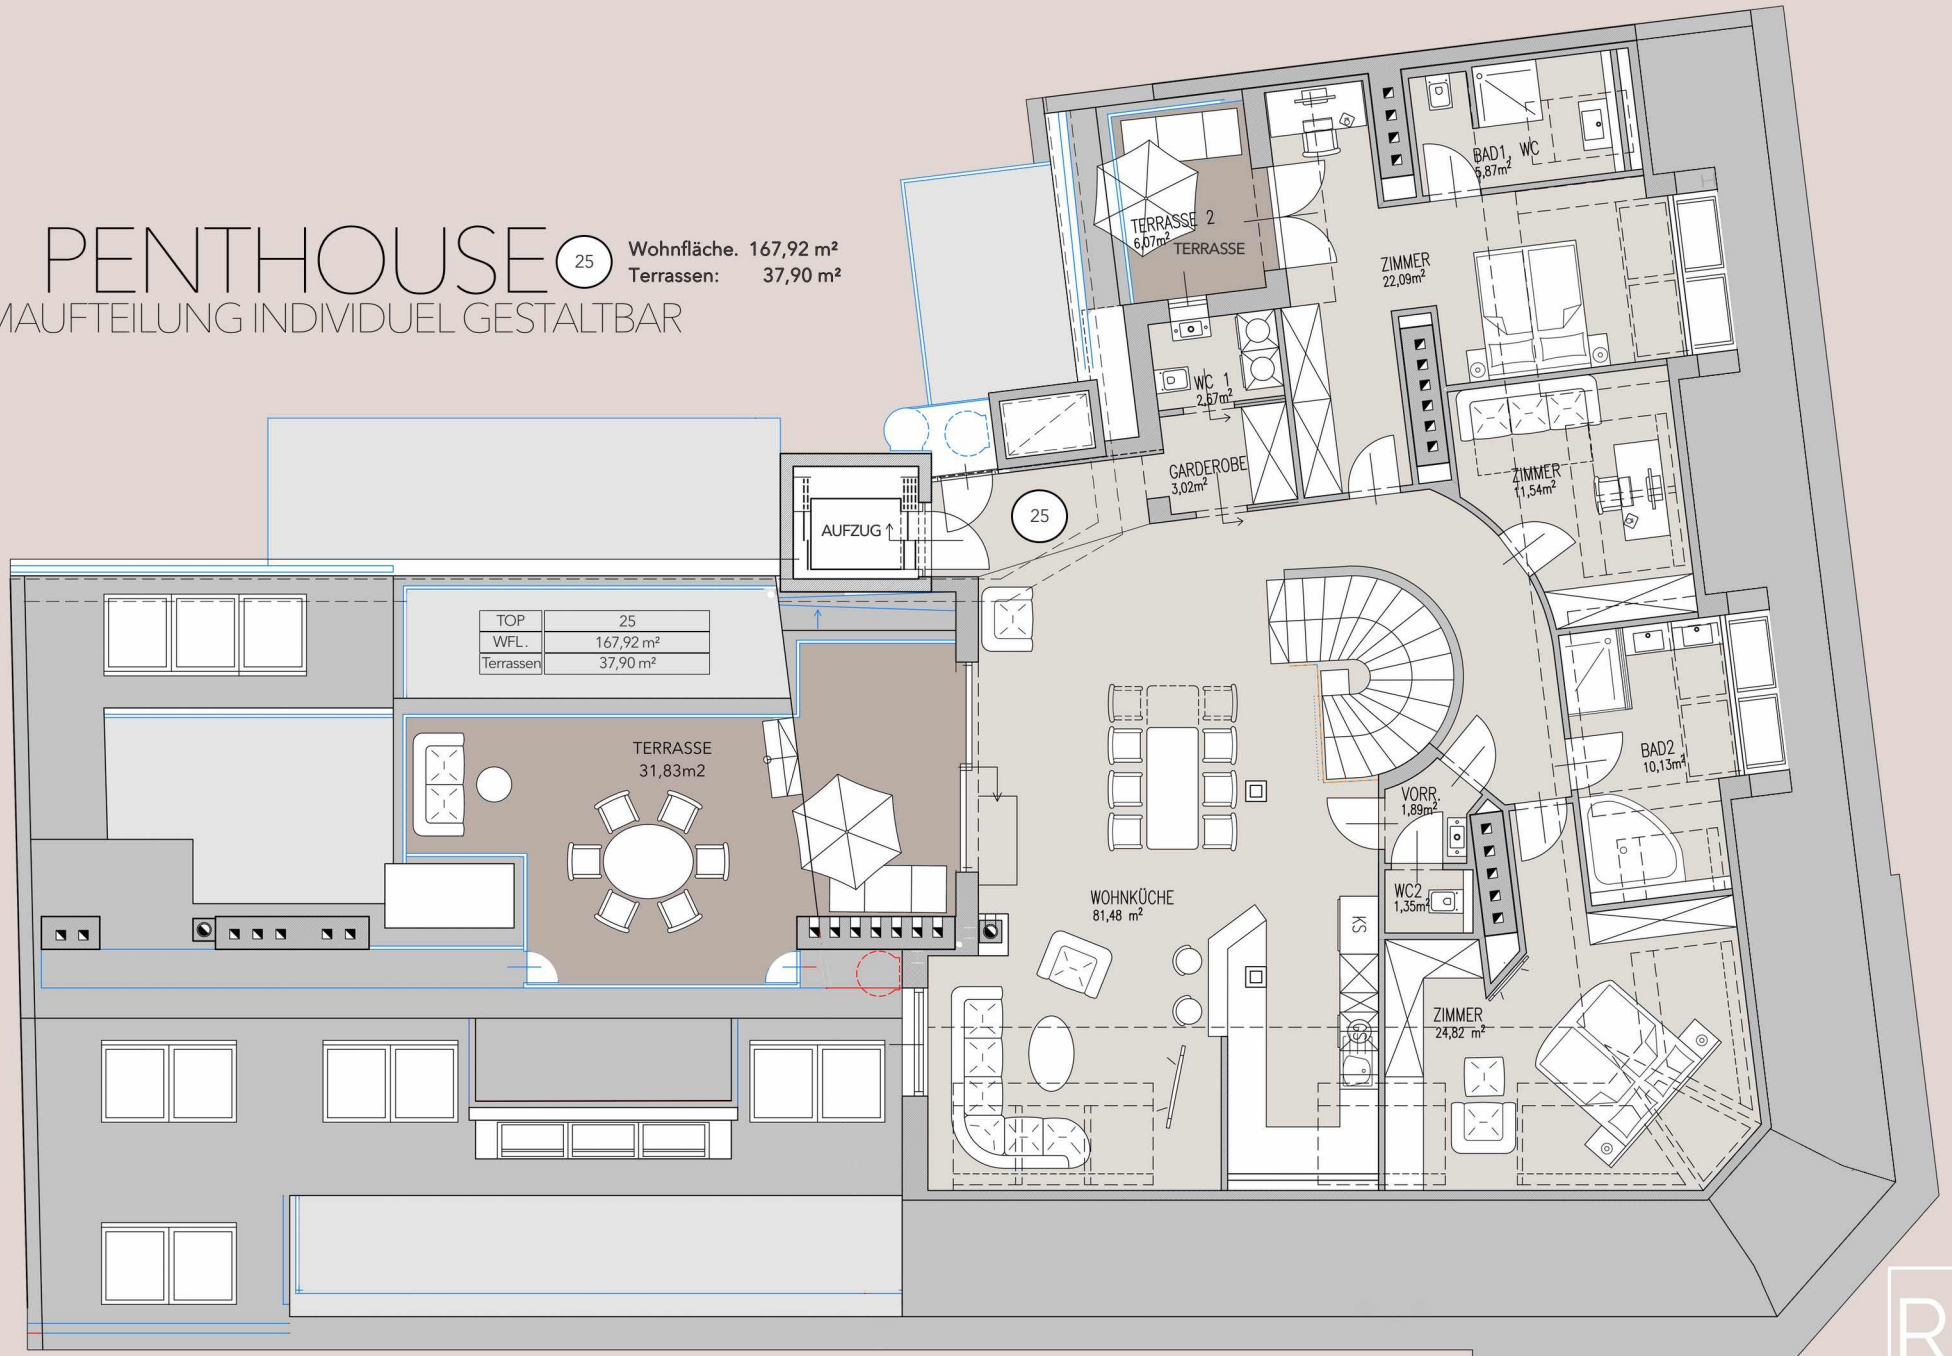 PENTHOUSE
25
Wohnfläche. 167,92 m²
Terrassen: 37,90 m²
MAUFTEILUNG INDIVIDUEL GESTALTBAR
BAD1, WC
5,87m²
TERRASSE 2
6,07m²
TERRASSE
ZIMMER
22,09m²
WC 1
2,67m²
GARDEROBE
3,02m²
ZIMMER
11,54m²
AUFZUG
25
TOP 25
WFL. 167,92 m²
Terrassen 37,90 m²
TERRASSE
31,83m2
BAD2
10,13m²
VORR.
1,89m²
WC2
1,35m²
WOHNKÜCHE
81,48 m²
KS
GS
ZIMMER
24,82 m²
R